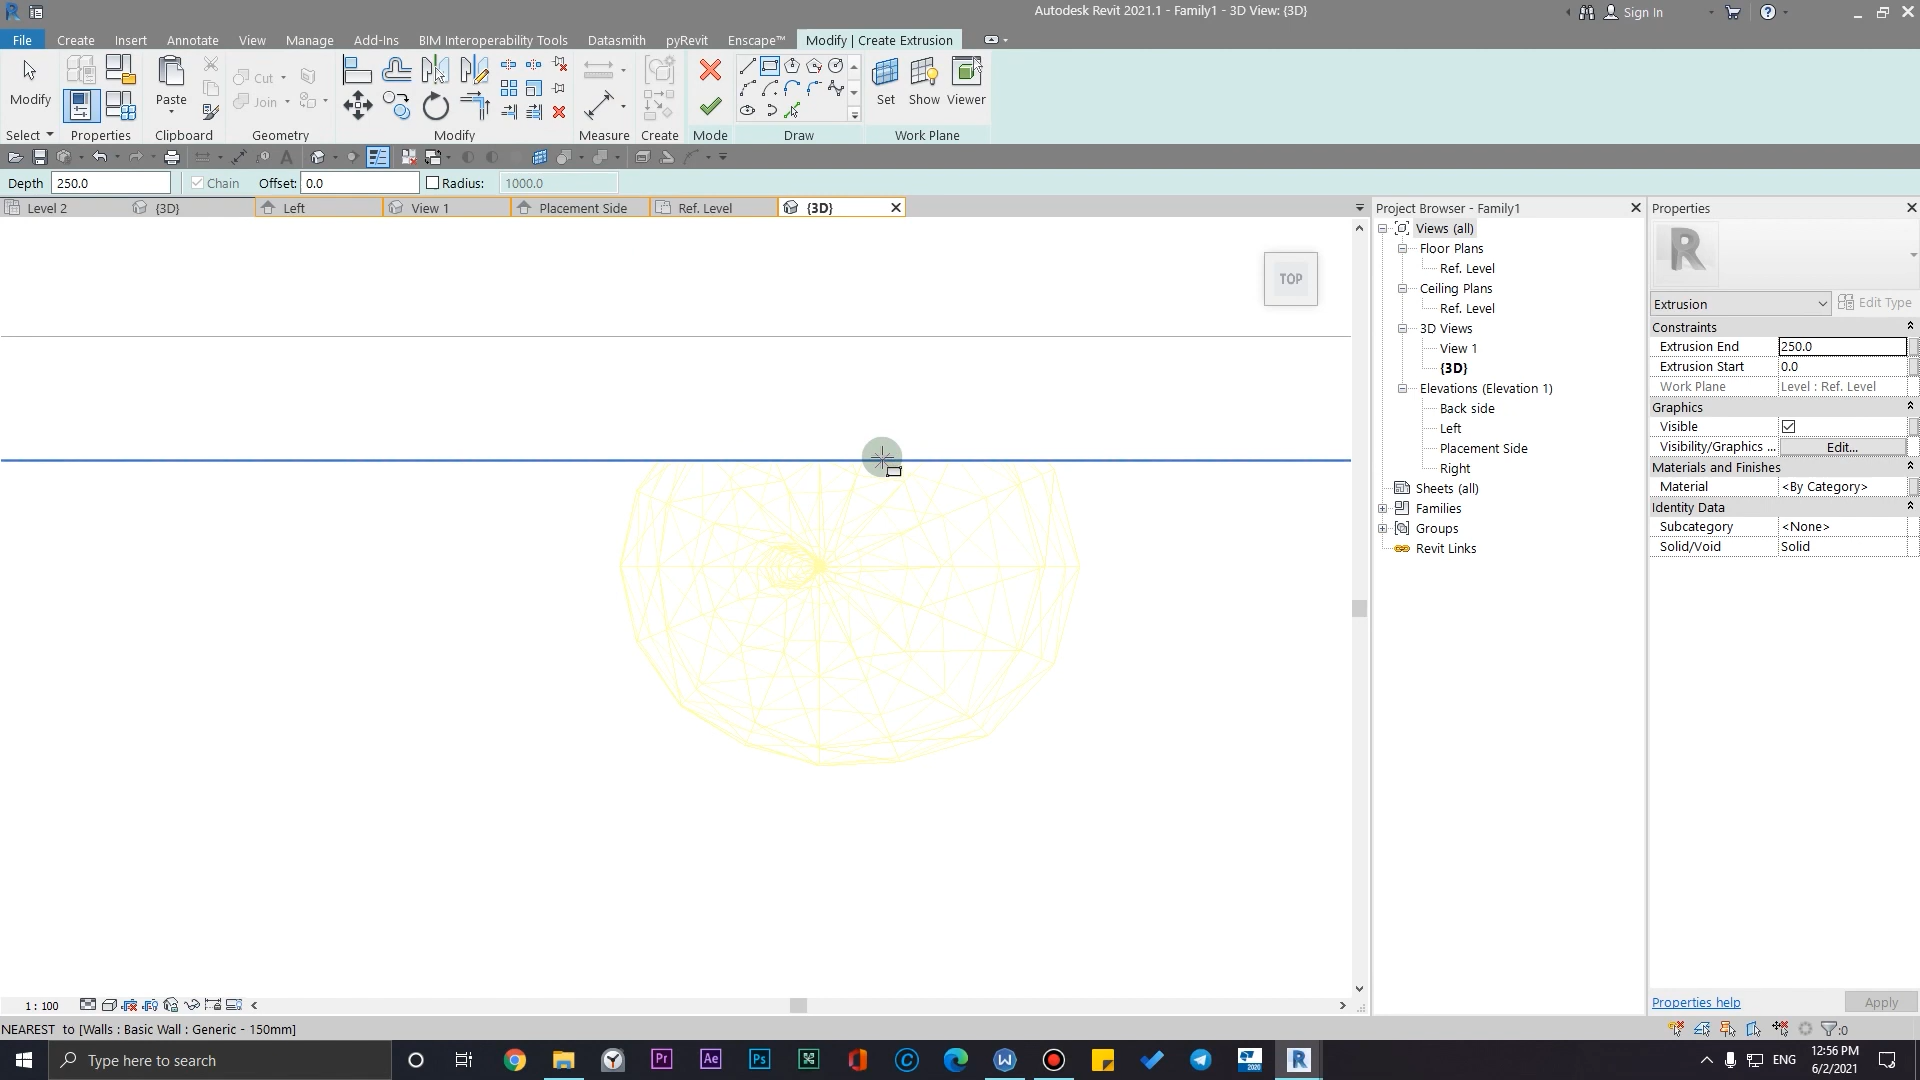 Autodesk Revit 2021.1 - Family1 - 3D View: {3D}
Sign In
File Create Insert Annotate View Manage Add-Ins BIM Interoperability Tools Datasmith pyRevit Enscape™ Modify | Create Extrusion
Cut
Join
Modify Paste Set Show Viewer
Select Properties Clipboard Geometry Modify Measure Create Mode Draw Work Plane
Depth 250.0 Chain Offset: 0.0 Radius: 1000.0
Level 2 {3D} Left View 1 Placement Side Ref. Level {3D}
TOP
Project Browser - Family1
Views (all)
Floor Plans
Ref. Level
Ceiling Plans
Ref. Level
3D Views
View 1
{3D}
Elevations (Elevation 1)
Back side
Left
Placement Side
Right
Sheets (all)
Families
Groups
Revit Links
Properties
R
Extrusion Edit Type
Constraints
Extrusion End 250.0
Extrusion Start 0.0
Work Plane Level : Ref. Level
Graphics
Visible
Visibility/Graphics ... Edit...
Materials and Finishes
Material <By Category>
Identity Data
Subcategory <None>
Solid/Void Solid
Properties help Apply
1 : 100
NEAREST to [Walls : Basic Wall : Generic - 150mm]
:0
Type here to search
Pr Ae Ps
2020
ENG
12:56 PM
6/2/2021